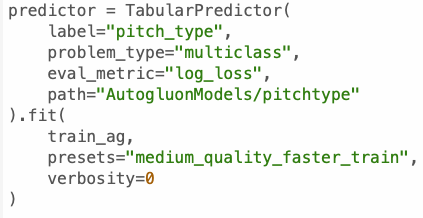 predictor = TabularPredictor(
    label="pitch_type",
    problem_type="multiclass",
    eval_metric="log_loss",
    path="AutogluonModels/pitchtype"
).fit(
    train_ag,
    presets="medium_quality_faster_train",
    verbosity=0
)